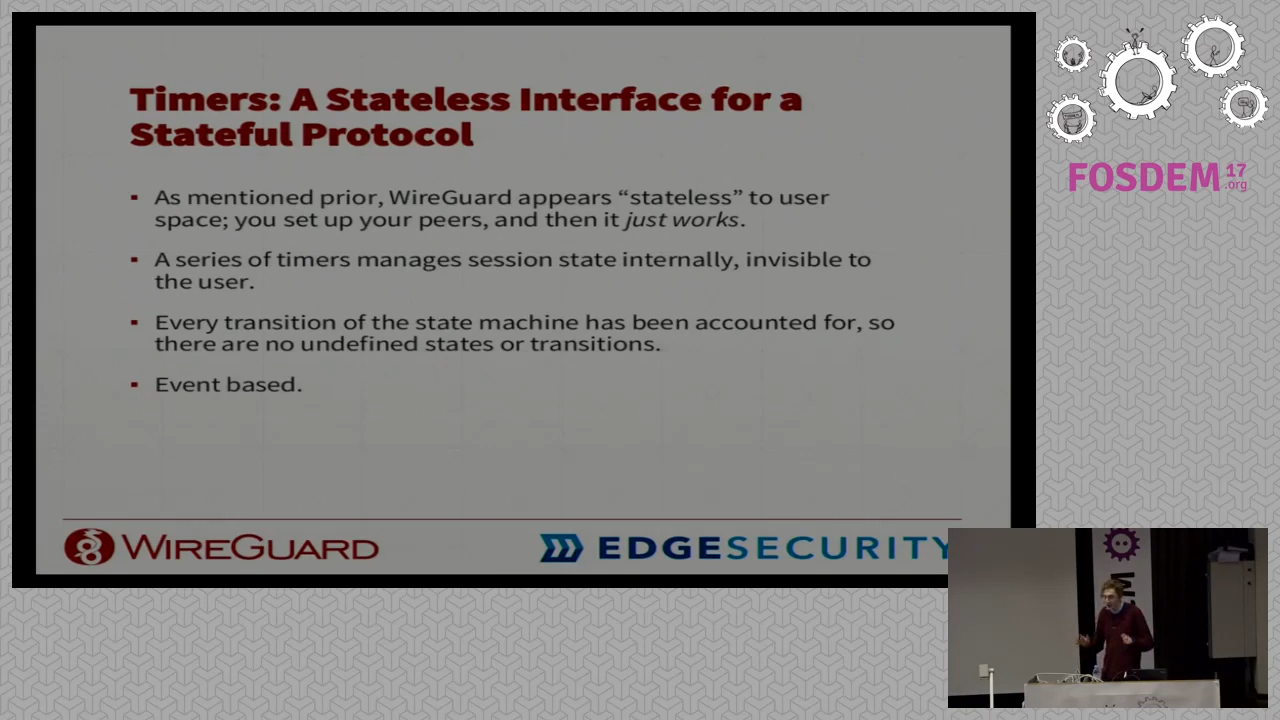 Timers: A Stateless Interface for a
Stateful Protocol
▪ As mentioned prior, WireGuard appears “stateless” to user
space; you set up your peers, and then it just works.
▪ A series of timers manages session state internally, invisible to
the user.
▪ Every transition of the state machine has been accounted for, so
there are no undefined states or transitions.
▪ Event based.
WIREGUARD
EDGESECURITY
FOSDEM 17
.org